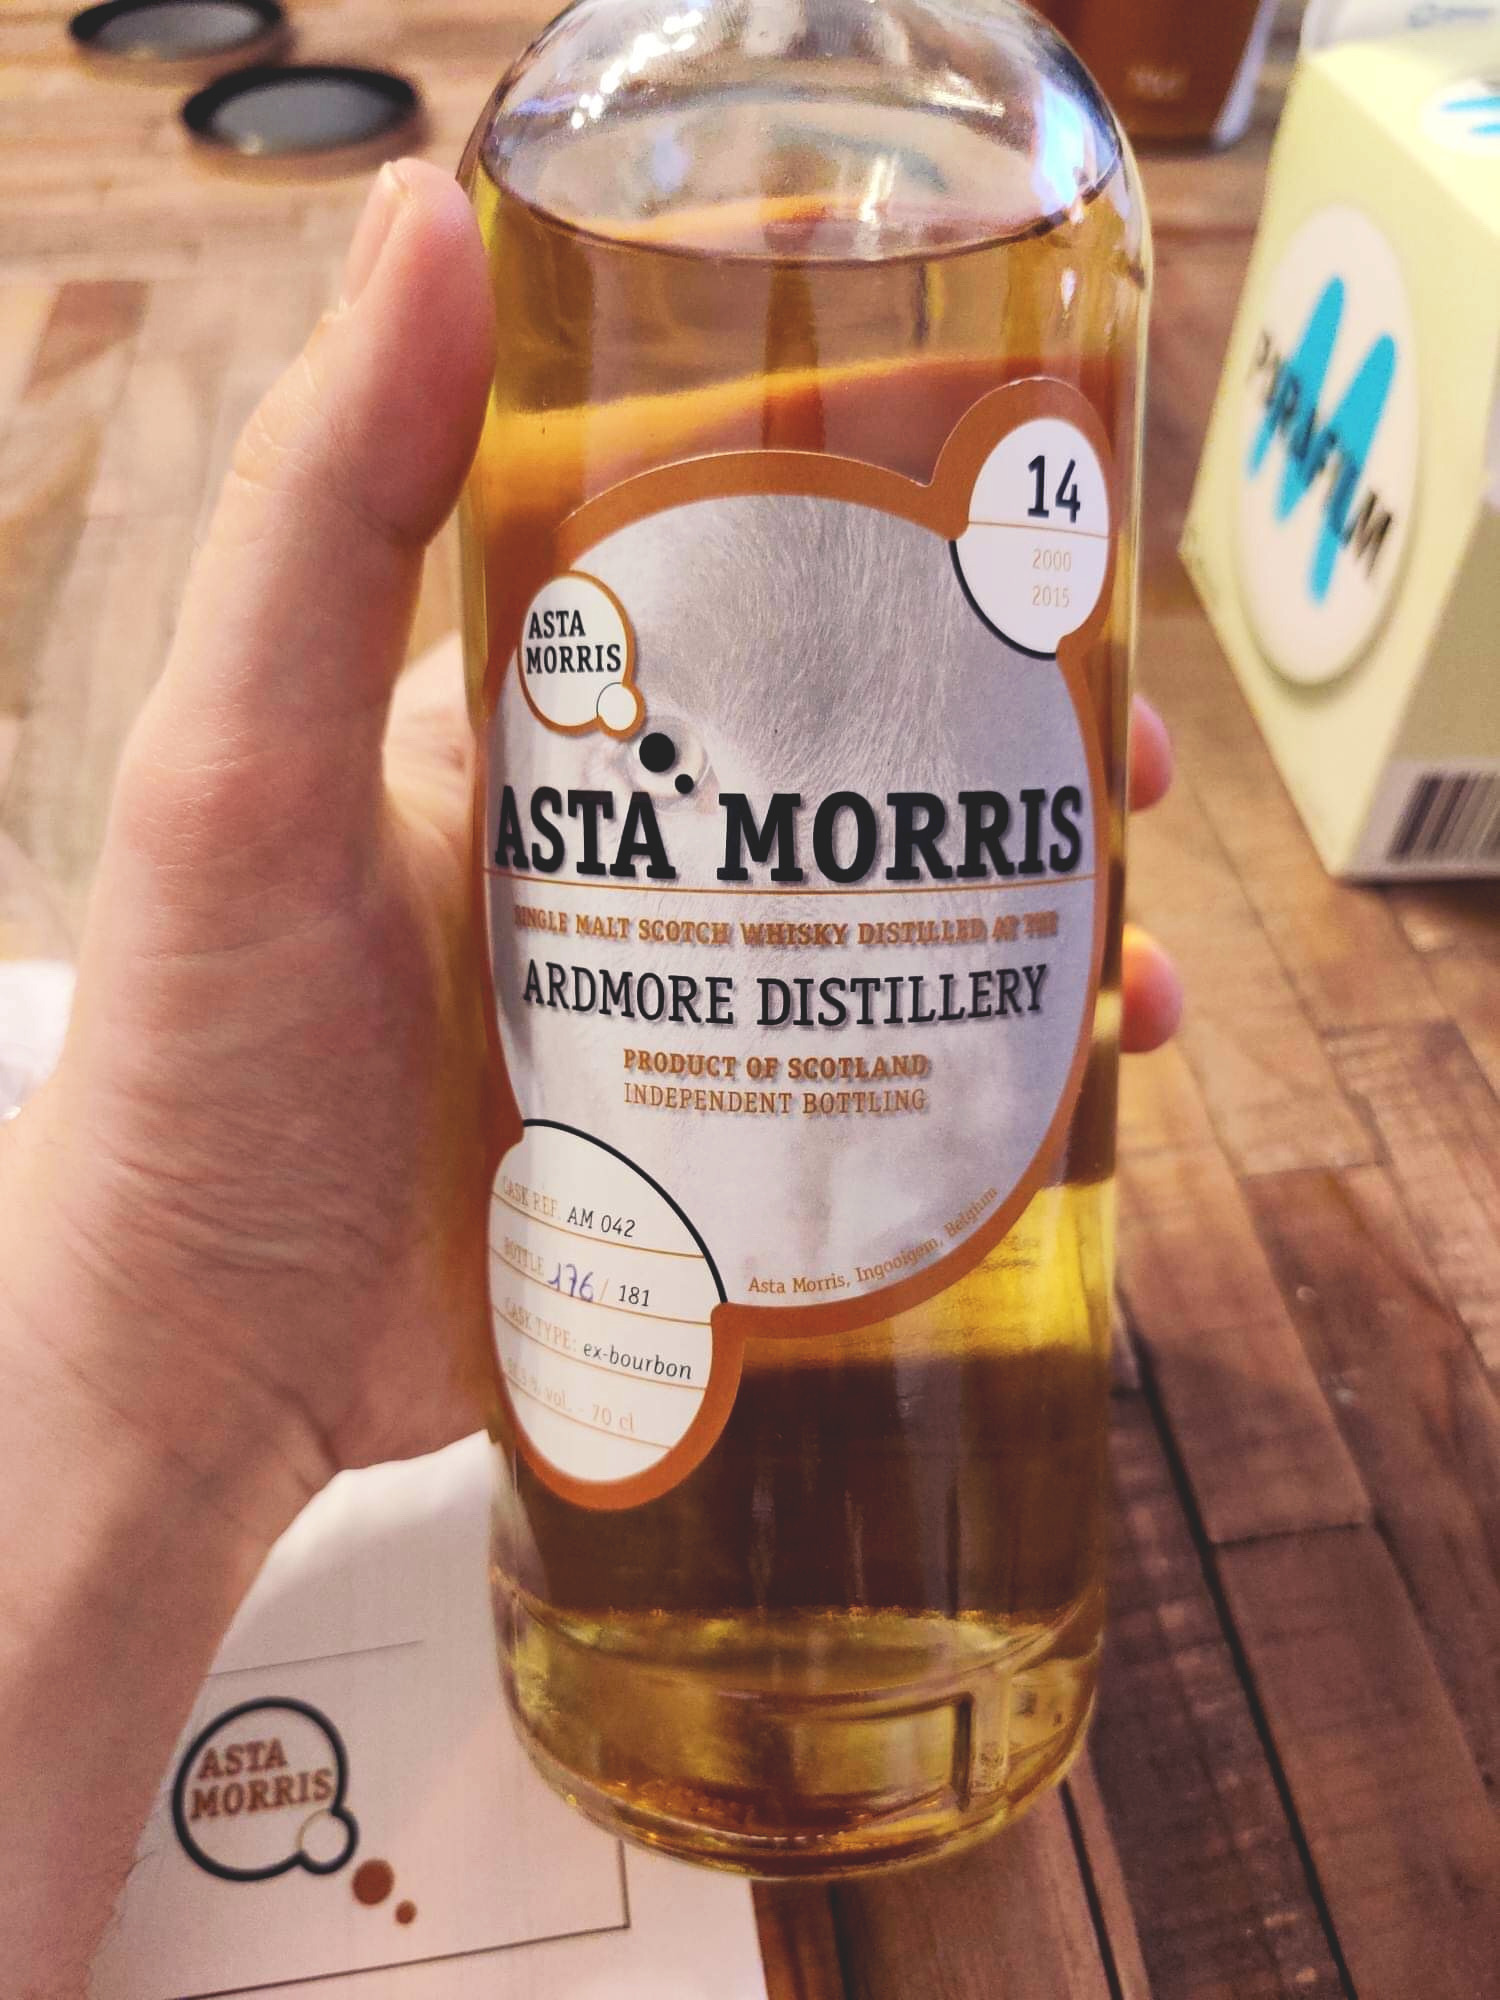 14
2000
2015
ASTA
MORRIS
ASTA MORRIS
SINGLE MALT SCOTCH WHISKY DISTILLED AT THE
ARDMORE DISTILLERY
PRODUCT OF SCOTLAND
INDEPENDENT BOTTLING
CASK REF. AM 042
BOTTLE 176 / 181
CASK TYPE: ex-bourbon
% vol. - 70 cl
Asta Morris, Ingooigem, Belgium
PARAFILM
M
ASTA
MORRIS